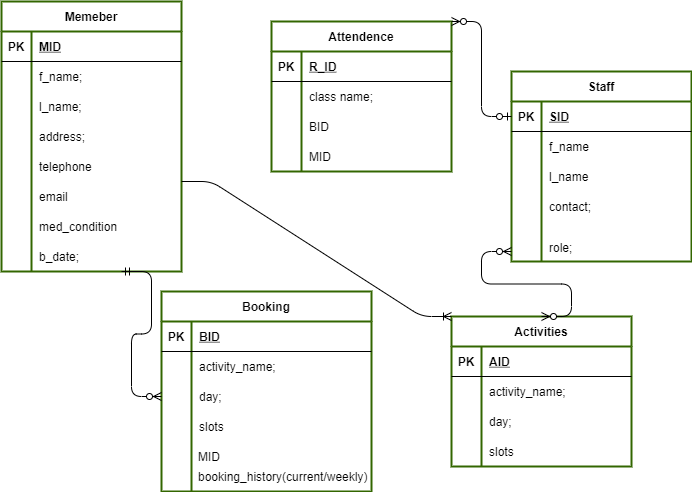 Memeber
PK MID
f_name;
l_name;
address;
telephone
email
med_condition
b_date;
Attendence
PK R_ID
class name;
BID
MID
Staff
PK SID
f_name
l_name
contact;
role;
Booking
PK BID
activity_name;
day;
slots
MID
booking_history(current/weekly)
Activities
PK AID
activity_name;
day;
slots